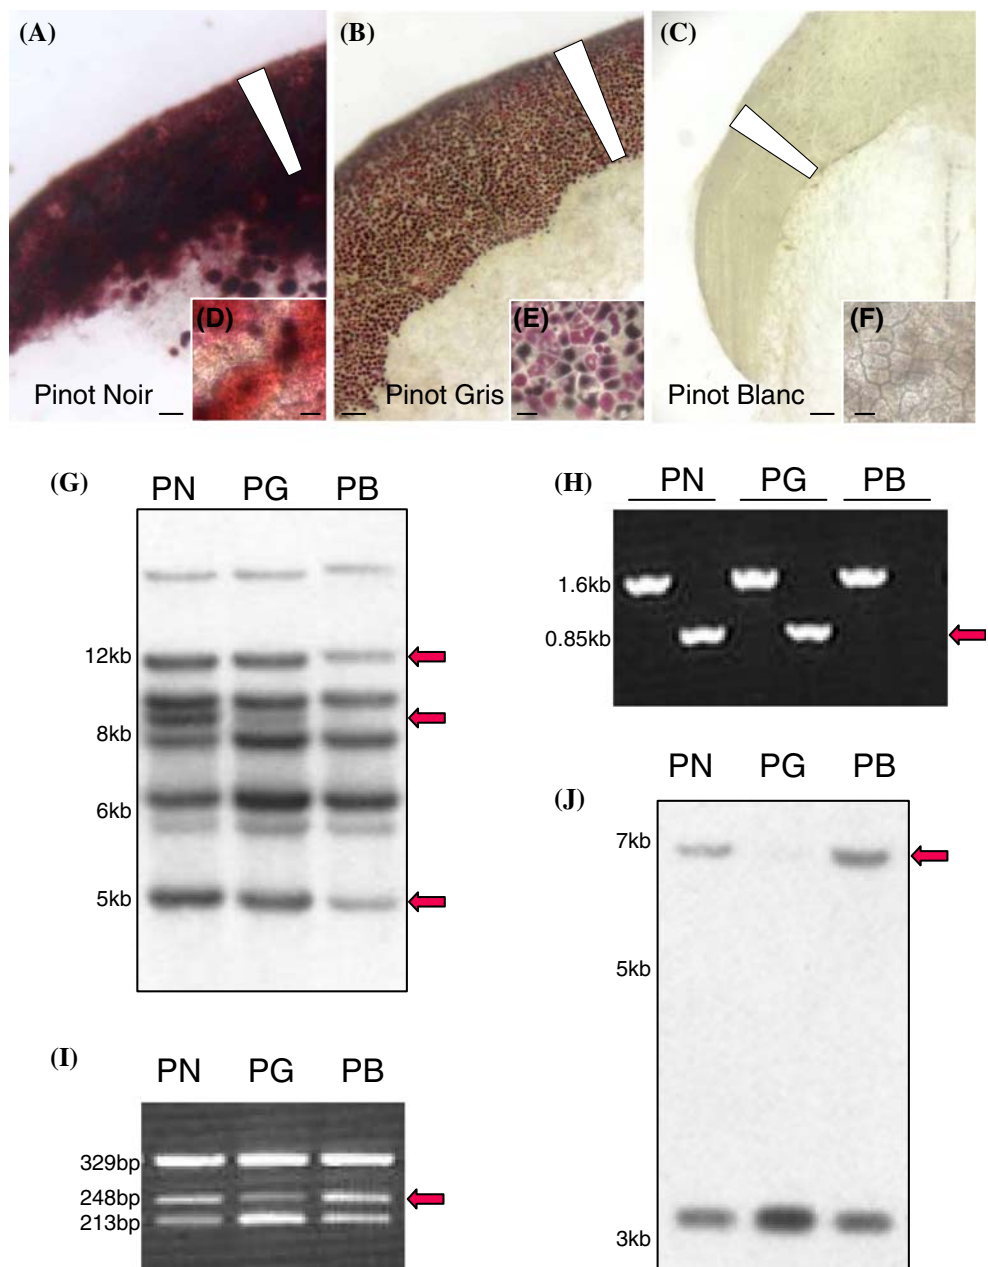 (A)
(B)
(C)
(D)
(E)
(F)
Pinot Noir
Pinot Gris
Pinot Blanc
(G)
PN PG PB
12kb
8kb
6kb
5kb
(H)
PN PG PB
1.6kb
0.85kb
(I)
PN PG PB
329bp
248bp
213bp
(J)
PN PG PB
7kb
5kb
3kb